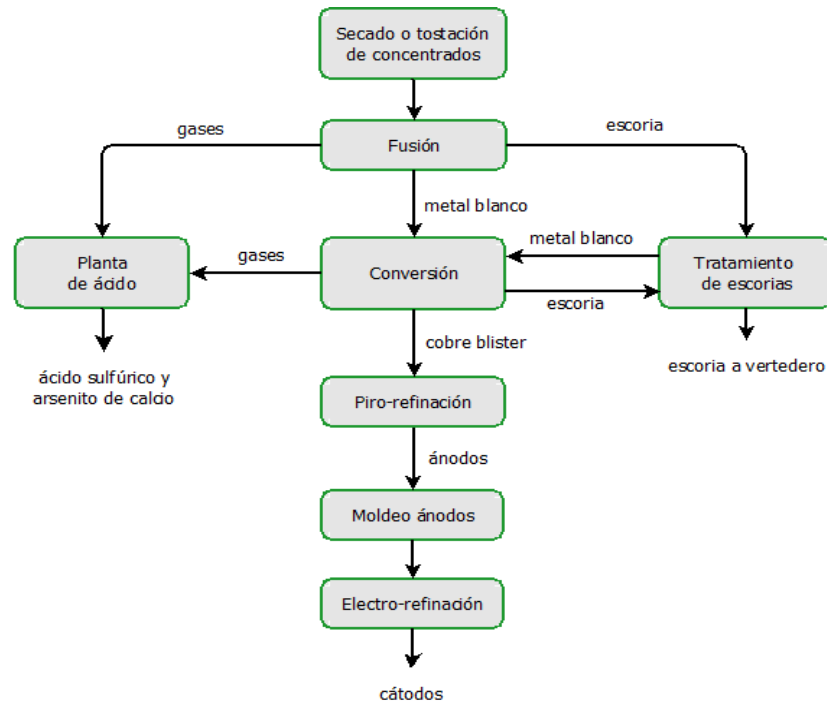 Secado o tostación
de concentrados
gases
escoria
Fusión
metal blanco
metal blanco
Planta
de ácido
gases
Conversión
Tratamiento
de escorias
escoria
cobre blister
ácido sulfúrico y
arsenito de calcio
escoria a vertedero
Piro-refinación
ánodos
Moldeo ánodos
Electro-refinación
cátodos